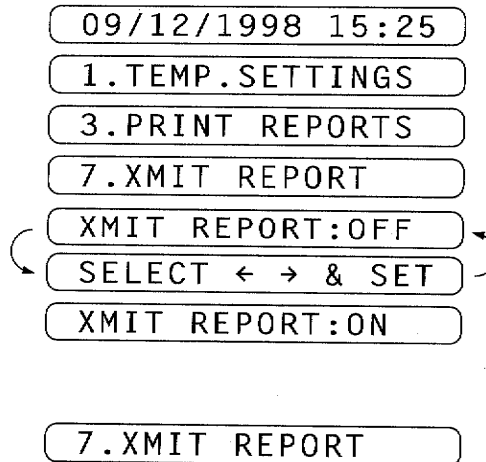 09/12/1998 15:25
1.TEMP.SETTINGS
3.PRINT REPORTS
7.XMIT REPORT
XMIT REPORT:OFF
SELECT ← → & SET
XMIT REPORT:ON
7.XMIT REPORT